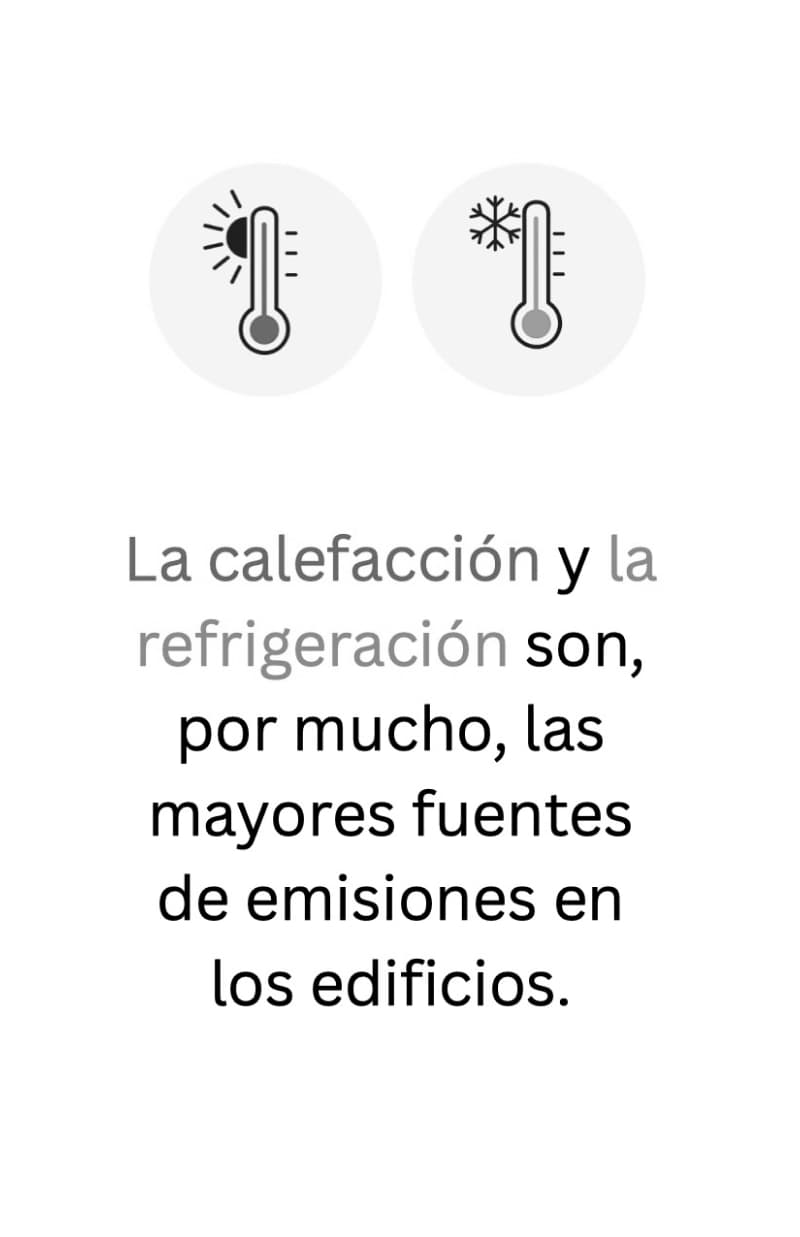 La calefacción y la
refrigeración son,
por mucho, las
mayores fuentes
de emisiones en
los edificios.